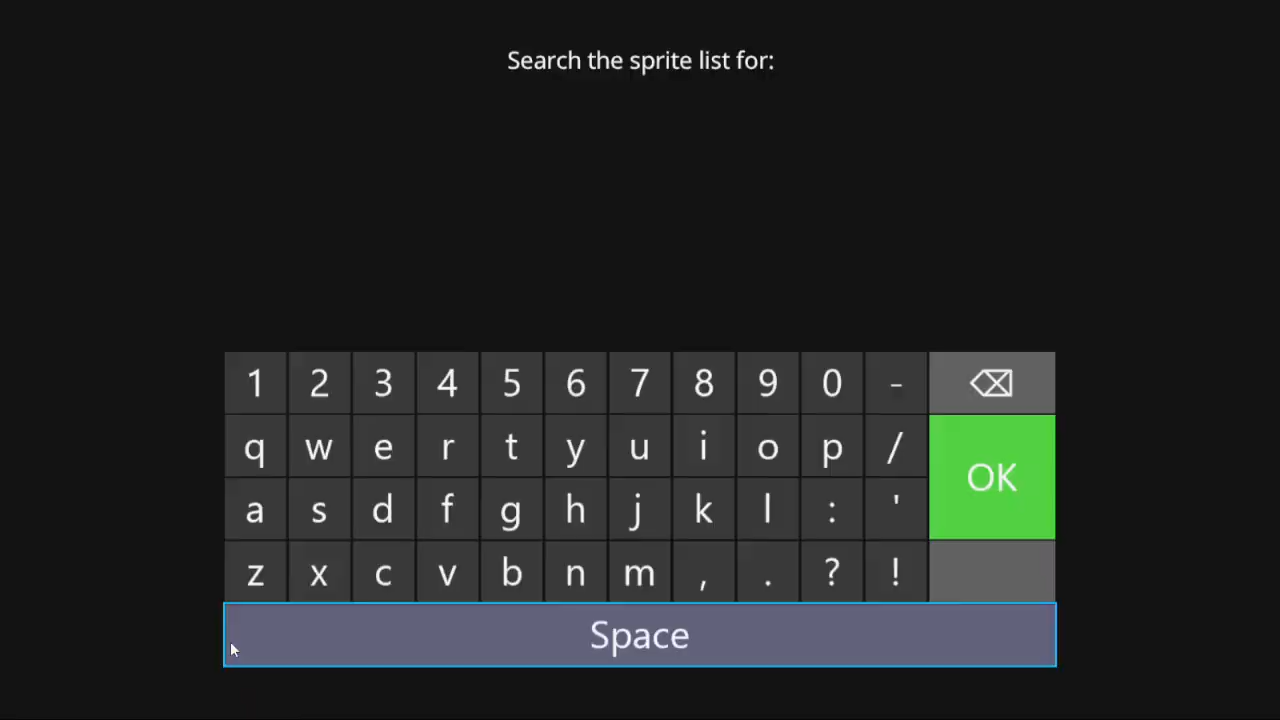 Search the sprite list for:
1 2 3 4 5 6 7 8 9 0 - ⌫
q w e r t y u i o p /
OK
a s d f g h j k l : '
z x c v b n m , . ? !
Space